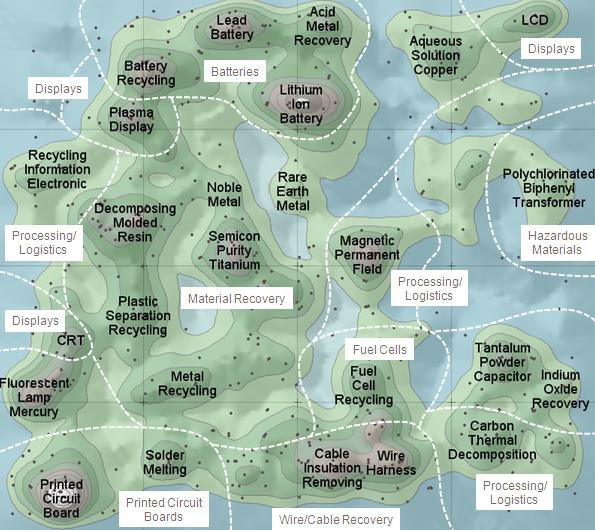 Lead
Battery
Acid
Metal
Recovery
LCD
Aqueous
Solution
Copper
Displays
Battery
Recycling
Batteries
Displays
Lithium
Ion
Battery
Plasma
Display
Recycling
Information
Electronic
Rare
Earth
Metal
Noble
Metal
Polychlorinated
Biphenyl
Transformer
Decomposing
Molded
Resin
Processing/
Logistics
Semicon
Purity
Titanium
Magnetic
Permanent
Field
Hazardous
Materials
Processing/
Logistics
Material Recovery
Plastic
Separation
Recycling
Displays
CRT
Fuel Cells
Tantalum
Powder
Capacitor
Fluorescent
Lamp
Mercury
Metal
Recycling
Fuel
Cell
Recycling
Indium
Oxide
Recovery
Carbon
Thermal
Decomposition
Solder
Melting
Cable
Insulation
Removing
Wire
Harness
Printed
Circuit
Board
Printed Circuit
Boards
Processing/
Logistics
Wire/Cable Recovery